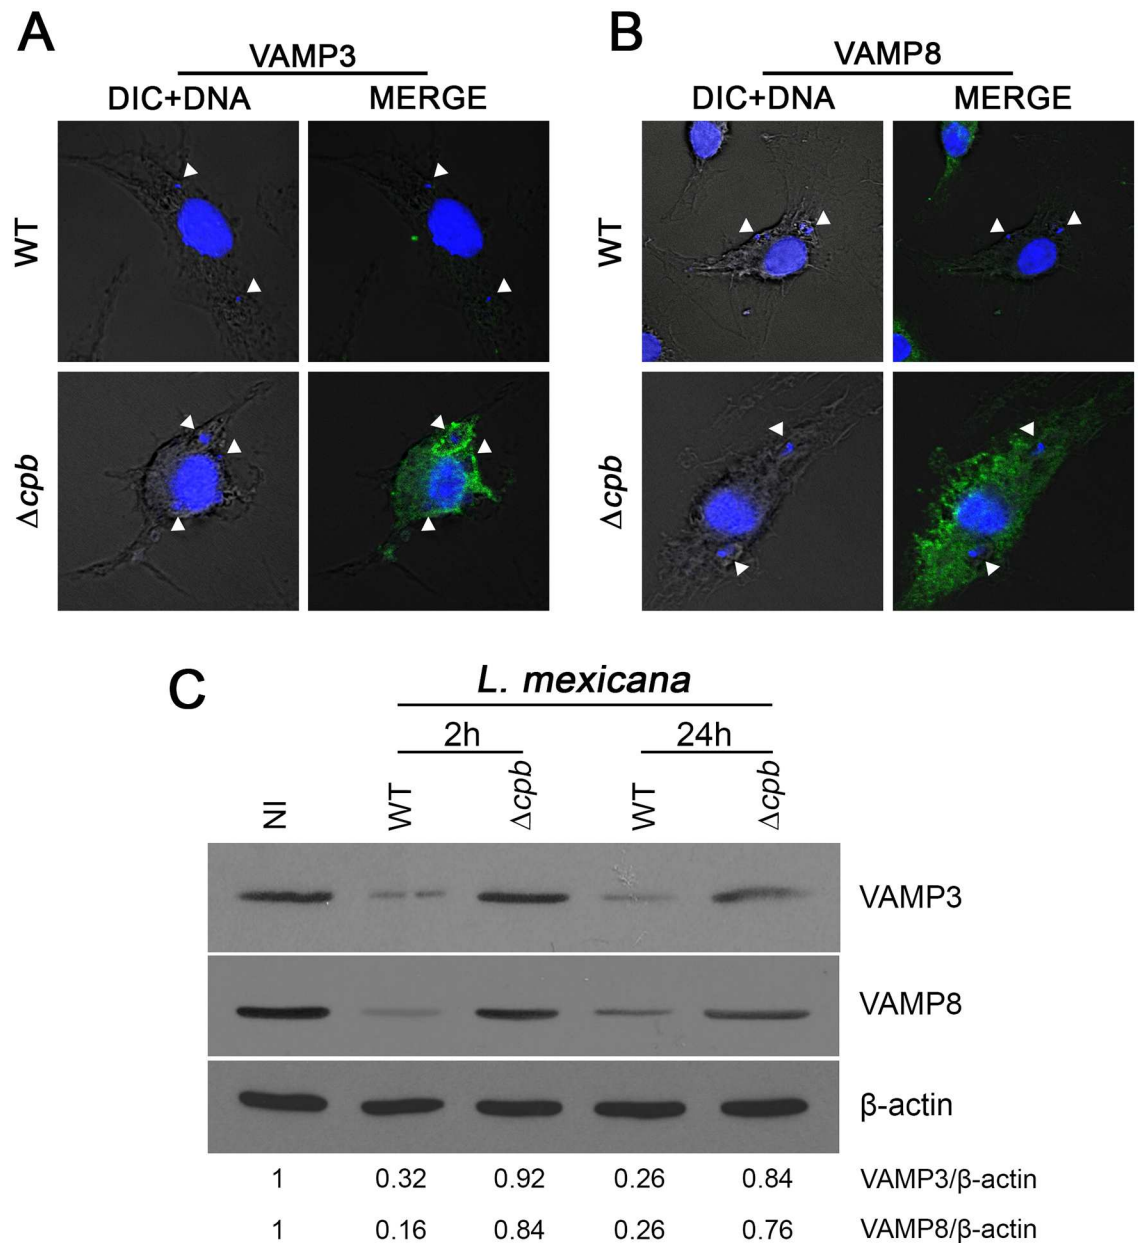 A
VAMP3
DIC+DNA MERGE
WT
Δcpb
B
VAMP8
DIC+DNA MERGE
WT
Δcpb
C
L. mexicana
2h 24h
NI WT Δcpb WT Δcpb
VAMP3
VAMP8
β-actin
1 0.32 0.92 0.26 0.84 VAMP3/β-actin
1 0.16 0.84 0.26 0.76 VAMP8/β-actin